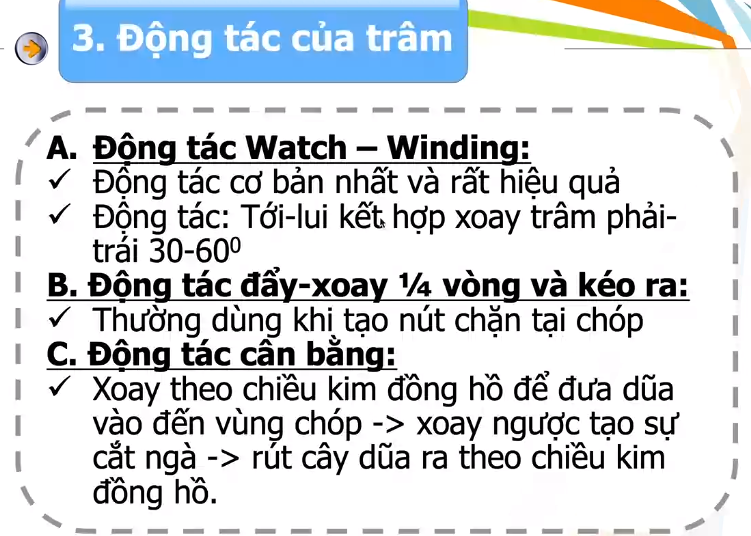 3. Động tác của trâm
A. Động tác Watch – Winding:
✓ Động tác cơ bản nhất và rất hiệu quả
✓ Động tác: Tới-lui kết hợp xoay trâm phải-
trái 30-60⁰
B. Động tác đẩy-xoay ¼ vòng và kéo ra:
✓ Thường dùng khi tạo nút chặn tại chóp
C. Động tác cân bằng:
✓ Xoay theo chiều kim đồng hồ để đưa dũa
vào đến vùng chóp -> xoay ngược tạo sự
cắt ngà -> rút cây dũa ra theo chiều kim
đồng hồ.